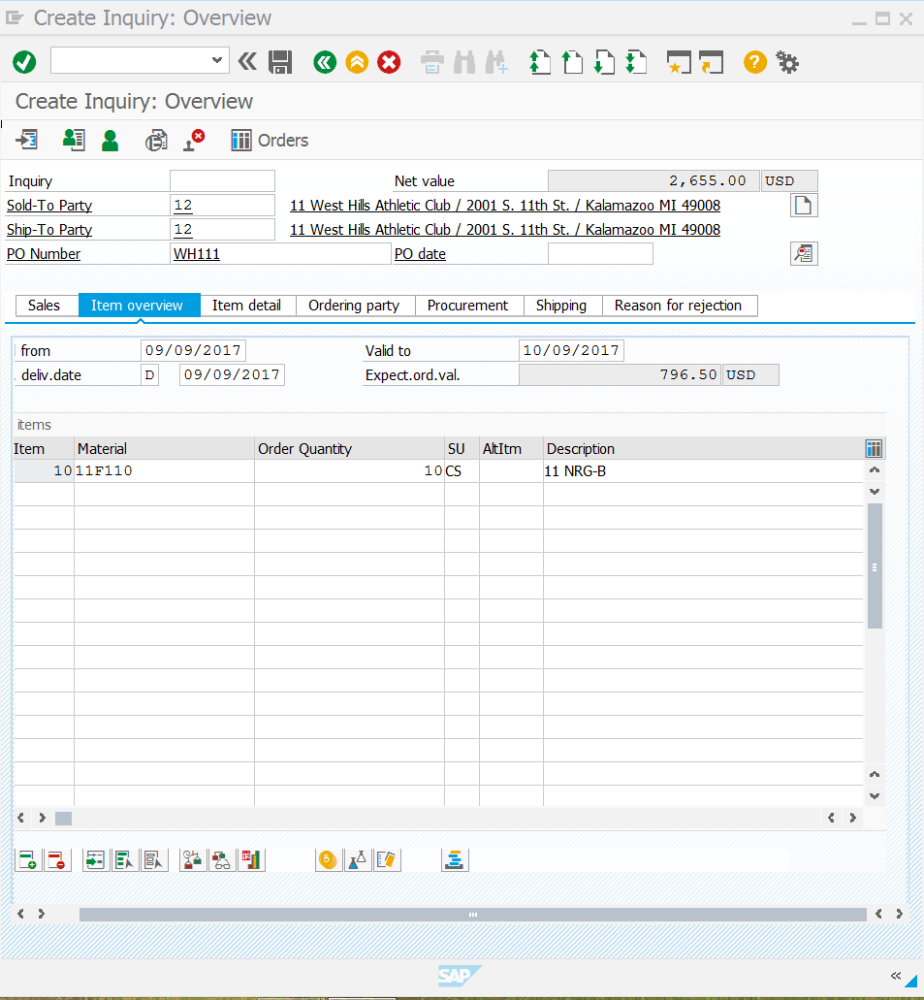 Create Inquiry: Overview
Create Inquiry: Overview
Orders
Inquiry Net value 2,655.00 USD
Sold-To Party 12 11 West Hills Athletic Club / 2001 S. 11th St. / Kalamazoo MI 49008
Ship-To Party 12 11 West Hills Athletic Club / 2001 S. 11th St. / Kalamazoo MI 49008
PO Number WH111 PO date
Sales Item overview Item detail Ordering party Procurement Shipping Reason for rejection
from 09/09/2017 Valid to 10/09/2017
deliv.date D 09/09/2017 Expect.ord.val. 796.50 USD
items
Item Material Order Quantity SU AltItm Description
10 11F110 10 CS 11 NRG-B
SAP